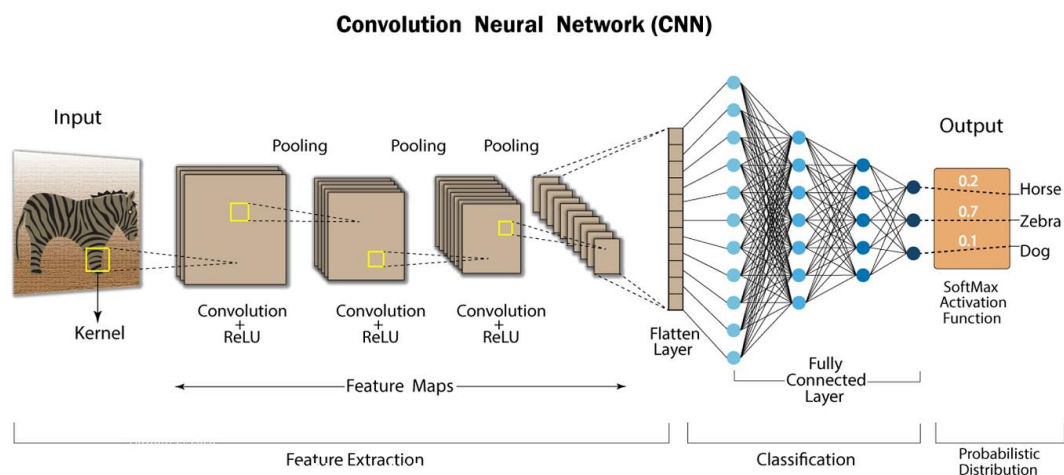 Convolution Neural Network (CNN)
Input
Output
Pooling
Pooling
Pooling
Kernel
Convolution
+
ReLU
Convolution
+
ReLU
Convolution
+
ReLU
Flatten
Layer
0.2
Horse
0.7
Zebra
0.1
Dog
SoftMax
Activation
Function
Fully
Connected
Layer
Feature Maps
Feature Extraction
Classification
Probabilistic
Distribution